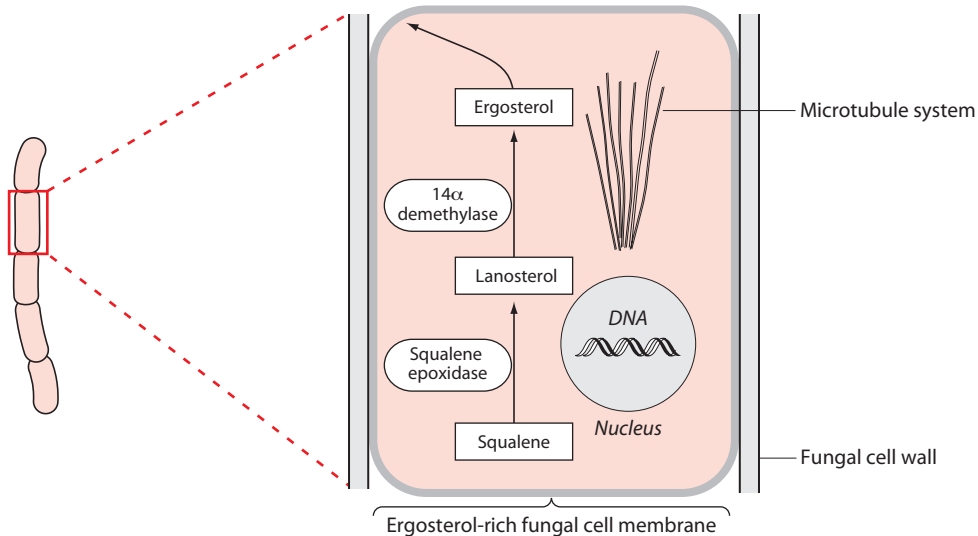 Ergosterol
Microtubule system
14α
demethylase
Lanosterol
DNA
Squalene
epoxidase
Nucleus
Squalene
Fungal cell wall
Ergosterol-rich fungal cell membrane